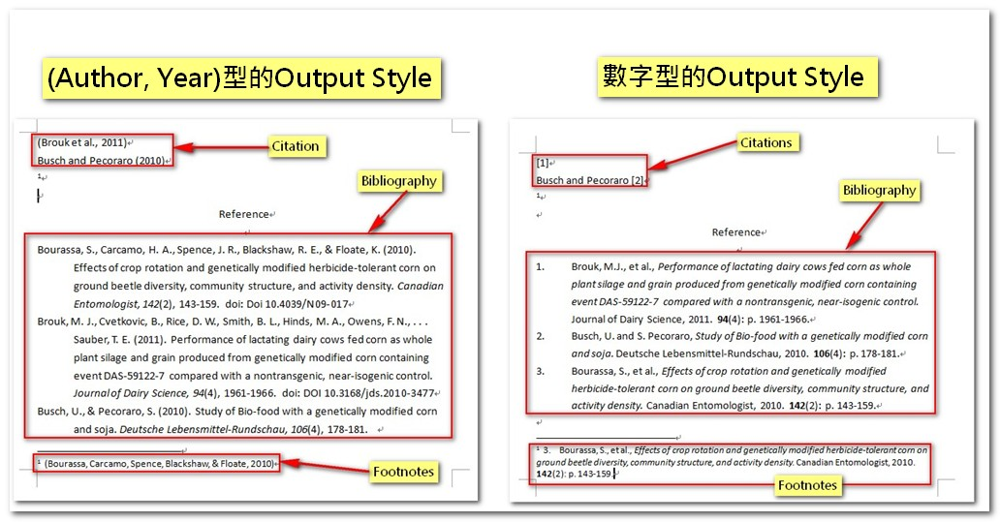 (Author, Year)型的Output Style
(Brouk et al., 2011)
Busch and Pecoraro (2010)
Citation
1
Bibliography
Reference
Bourassa, S., Carcamo, H. A., Spence, J. R., Blackshaw, R. E., & Floate, K. (2010).
Effects of crop rotation and genetically modified herbicide-tolerant corn on
ground beetle diversity, community structure, and activity density. Canadian
Entomologist, 142(2), 143-159. doi: Doi 10.4039/N09-017
Brouk, M. J., Cvetkovic, B., Rice, D. W., Smith, B. L., Hinds, M. A., Owens, F. N., . . .
Sauber, T. E. (2011). Performance of lactating dairy cows fed corn as whole
plant silage and grain produced from genetically modified corn containing
event DAS-59122-7 compared with a nontransgenic, near-isogenic control.
Journal of Dairy Science, 94(4), 1961-1966. doi: DOI 10.3168/jds.2010-3477
Busch, U., & Pecoraro, S. (2010). Study of Bio-food with a genetically modified corn
and soja. Deutsche Lebensmittel-Rundschau, 106(4), 178-181.
1 (Bourassa, Carcamo, Spence, Blackshaw, & Floate, 2010)
Footnotes
數字型的Output Style
[1]
Busch and Pecoraro [2]
Citations
1
Bibliography
Reference
1. Brouk, M.J., et al., Performance of lactating dairy cows fed corn as whole
plant silage and grain produced from genetically modified corn containing
event DAS-59122-7 compared with a nontransgenic, near-isogenic control.
Journal of Dairy Science, 2011. 94(4): p. 1961-1966.
2. Busch, U. and S. Pecoraro, Study of Bio-food with a genetically modified corn
and soja. Deutsche Lebensmittel-Rundschau, 2010. 106(4): p. 178-181.
3. Bourassa, S., et al., Effects of crop rotation and genetically modified
herbicide-tolerant corn on ground beetle diversity, community structure, and
activity density. Canadian Entomologist, 2010. 142(2): p. 143-159.
1 3. Bourassa, S., et al., Effects of crop rotation and genetically modified herbicide-tolerant corn on
ground beetle diversity, community structure, and activity density. Canadian Entomologist, 2010.
142(2): p. 143-159.
Footnotes